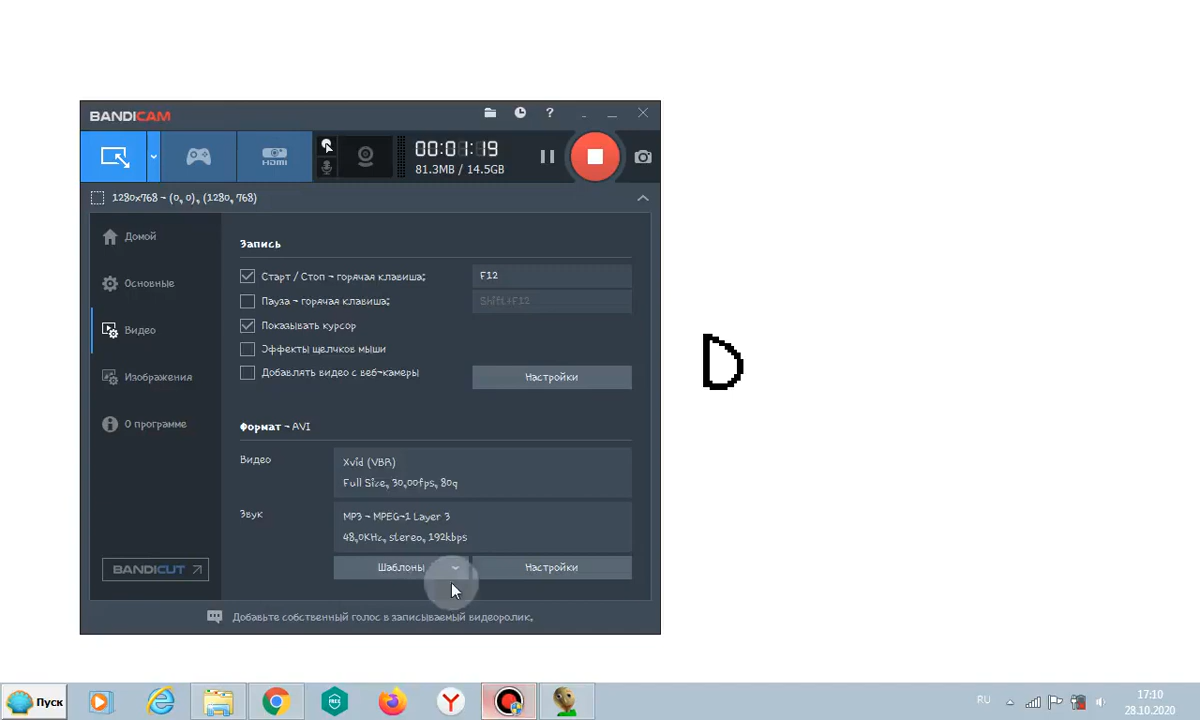 BANDICAM
?
00:01:19
81.3MB / 14.5GB
HDMI
1280x768 - (0, 0), (1280, 768)
Домой
Основные
Видео
Изображения
О программе
BANDICUT
Запись
Старт / Стоп - горячая клавиша:
F12
Пауза - горячая клавиша:
Shift+F12
Показывать курсор
Эффекты щелчков мыши
Добавлять видео с веб-камеры
Настройки
Формат - AVI
Видео
Xvid (VBR)
Full Size, 30,00fps, 80q
Звук
MP3 - MPEG-1 Layer 3
48,0KHz, stereo, 192kbps
Шаблоны
Настройки
Добавьте собственный голос в записываемый видеоролик.
D
Пуск
RU
17:10
28.10.2020